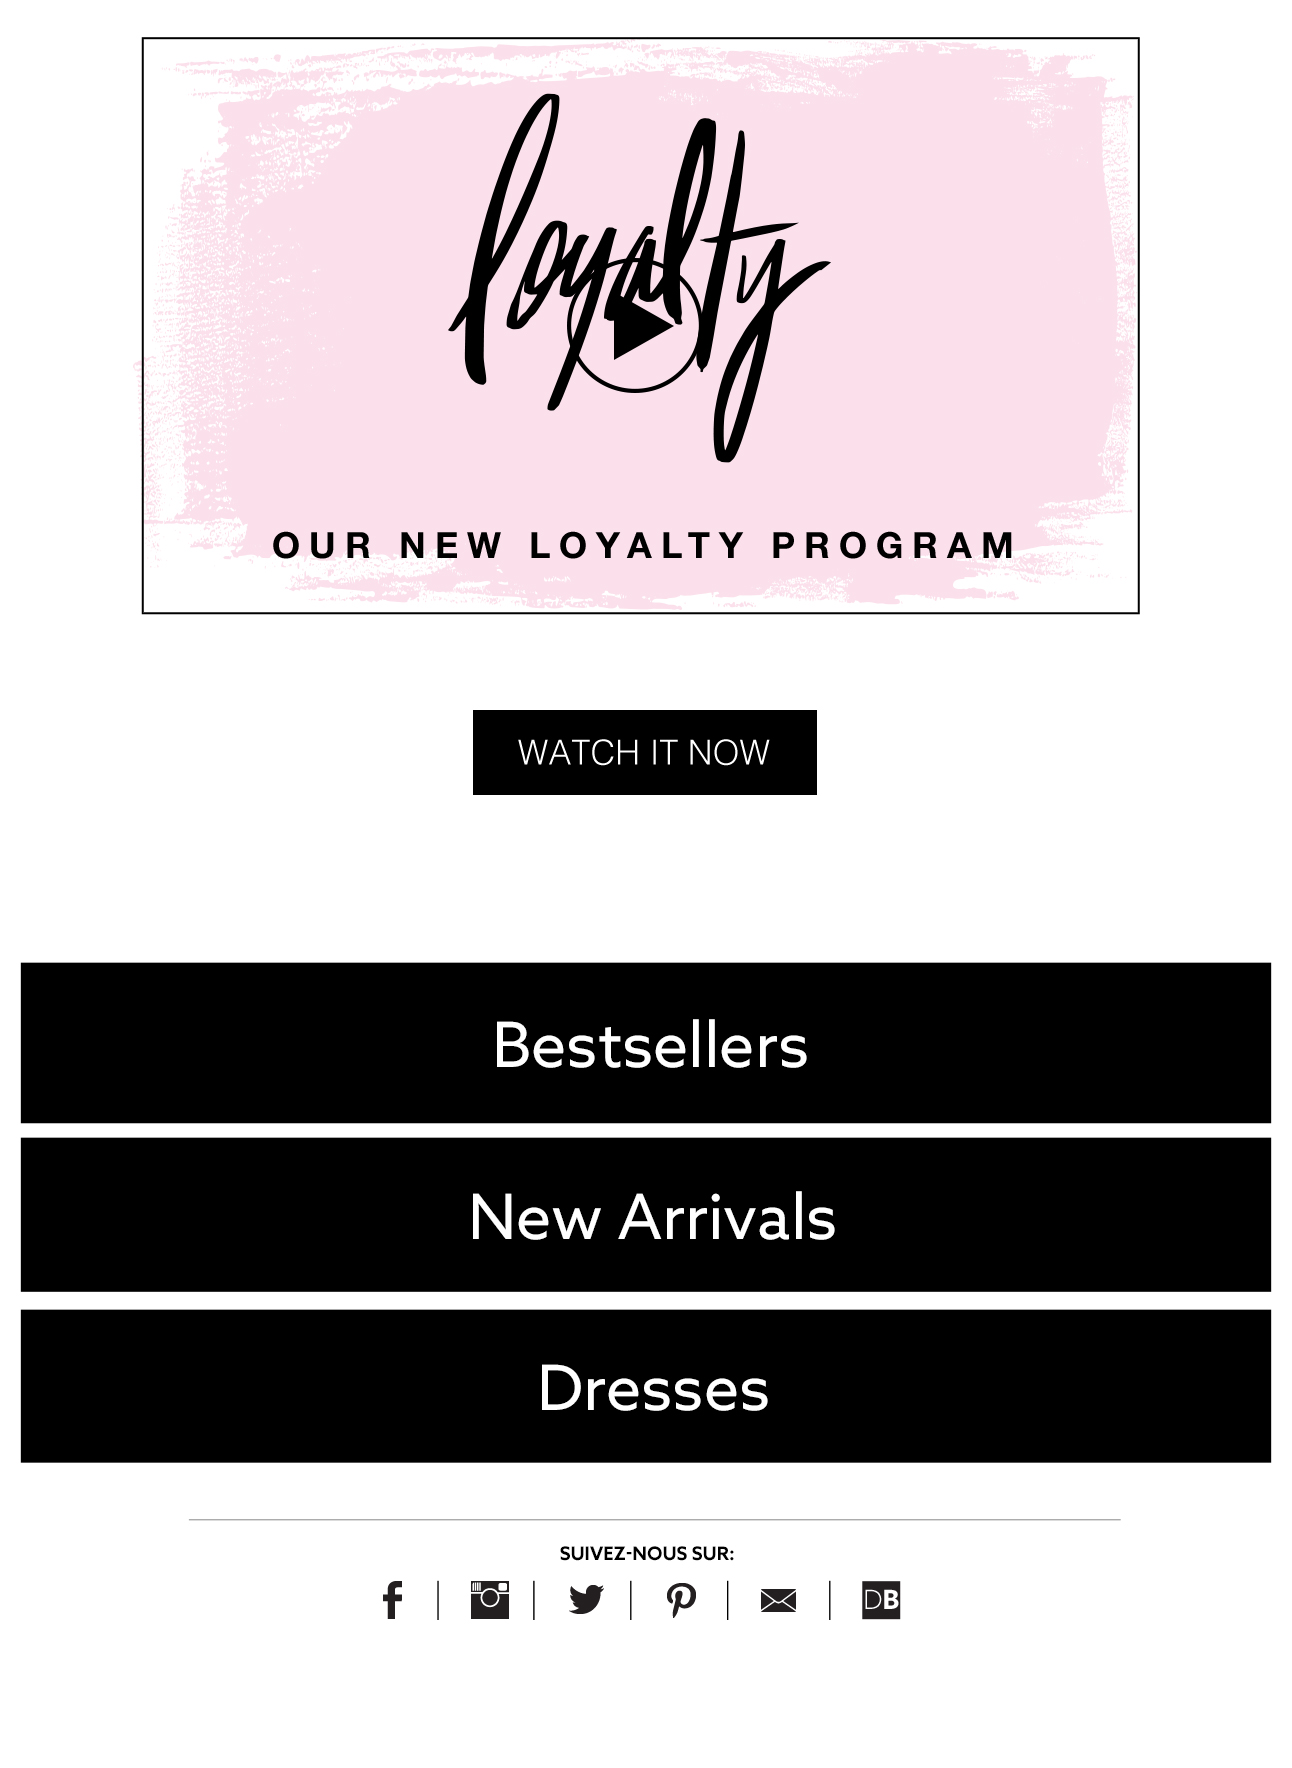 loyalty
OUR NEW LOYALTY PROGRAM
WATCH IT NOW
Bestsellers
New Arrivals
Dresses
SUIVEZ-NOUS SUR:
DB